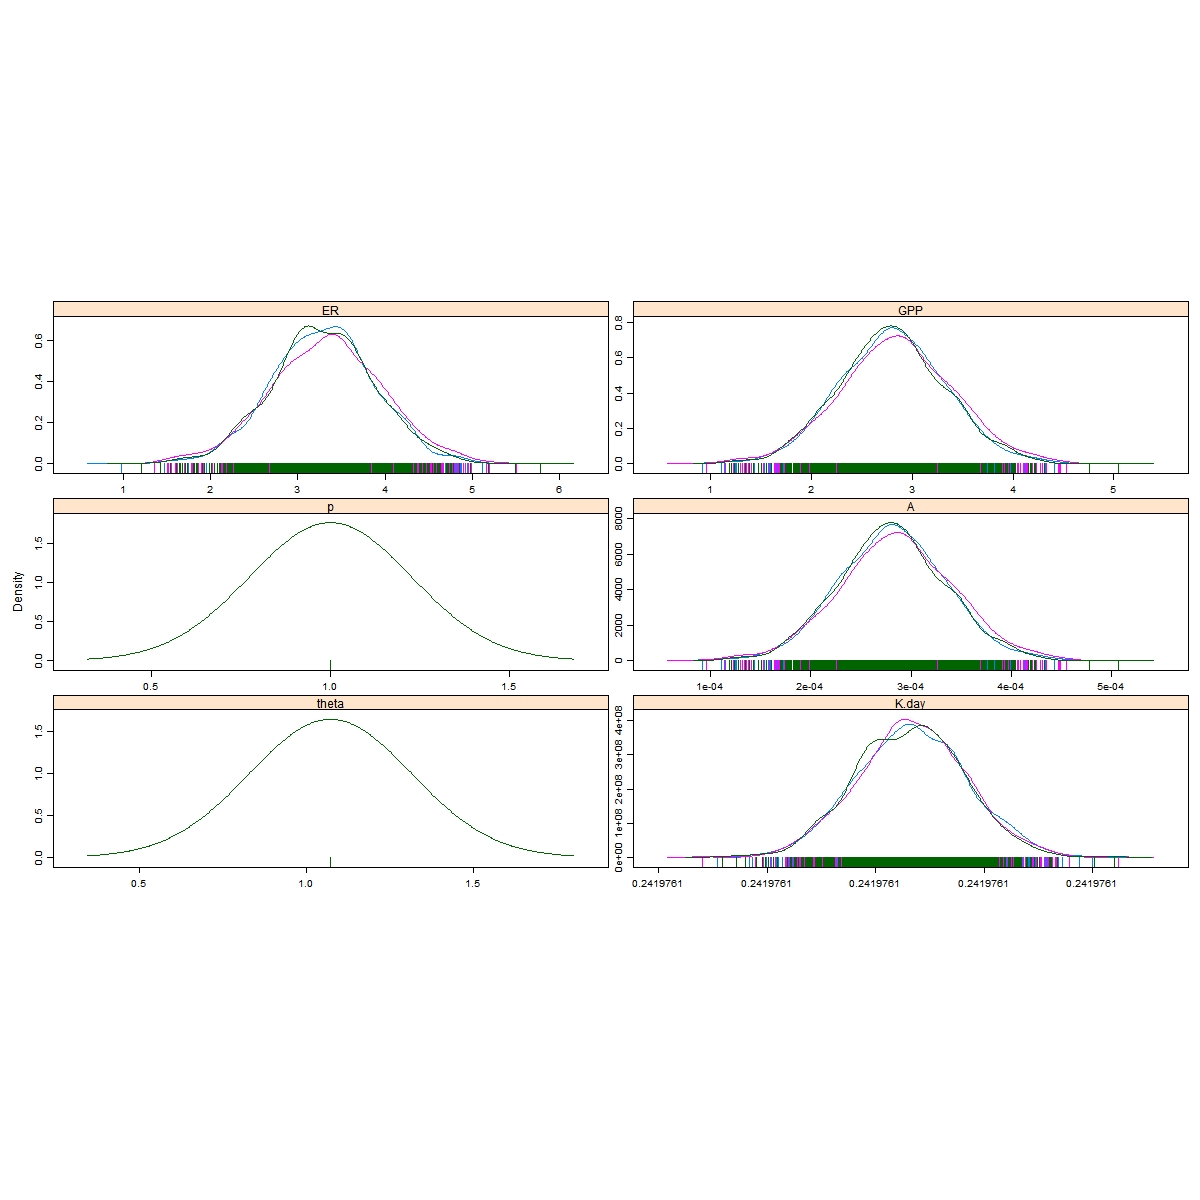 ER
0.0 0.2 0.4 0.6
1 2 3 4 5 6
GPP
0.0 0.2 0.4 0.6 0.8
1 2 3 4 5
Density
p
0.0 0.5 1.0 1.5
0.5 1.0 1.5
A
0 2000 4000 6000 8000
1e-04 2e-04 3e-04 4e-04 5e-04
theta
0.0 0.5 1.0 1.5
0.5 1.0 1.5
K.day
0e+00 1e+08 2e+08 3e+08 4e+08
0.2419761 0.2419761 0.2419761 0.2419761 0.2419761